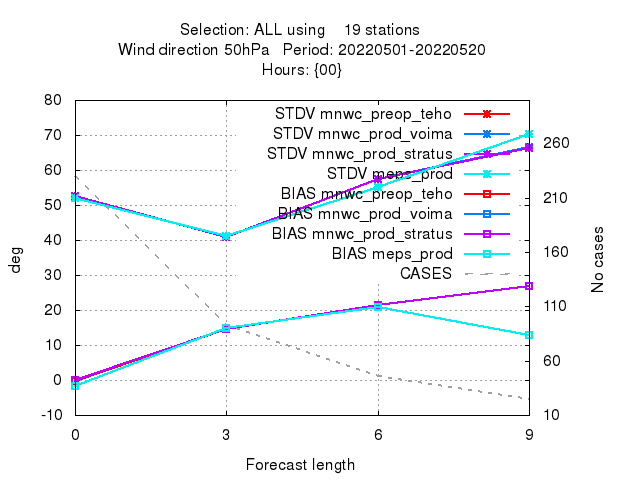 Selection: ALL using    19 stations
Wind direction 50hPa   Period: 20220501-20220520
Hours: {00}
80
70
60
50
40
30
20
10
0
-10
deg
STDV mnwc_preop_teho
STDV mnwc_prod_voima
STDV mnwc_prod_stratus
STDV meps_prod
BIAS mnwc_preop_teho
BIAS mnwc_prod_voima
BIAS mnwc_prod_stratus
BIAS meps_prod
CASES
260
210
160
110
60
10
No cases
0 3 6 9
Forecast length